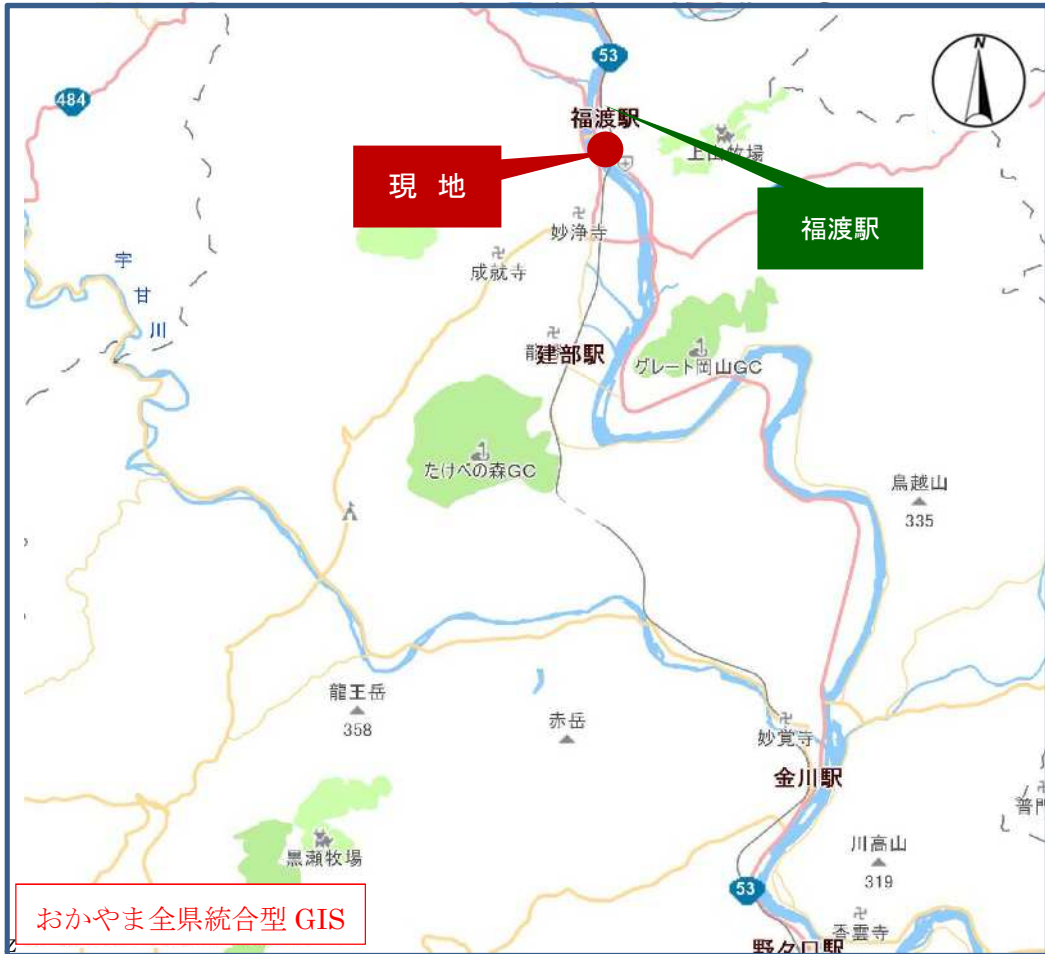 N
53
484
福渡駅
上山牧場
現 地
福渡駅
妙浄寺
成就寺
宇
甘
川
建部駅
グレート岡山GC
たけべの森GC
鳥越山
335
龍王岳
358
赤岳
妙覚寺
金川駅
普門
黒瀬牧場
川高山
319
53
おかやま全県統合型 GIS
香雲寺
野々口駅